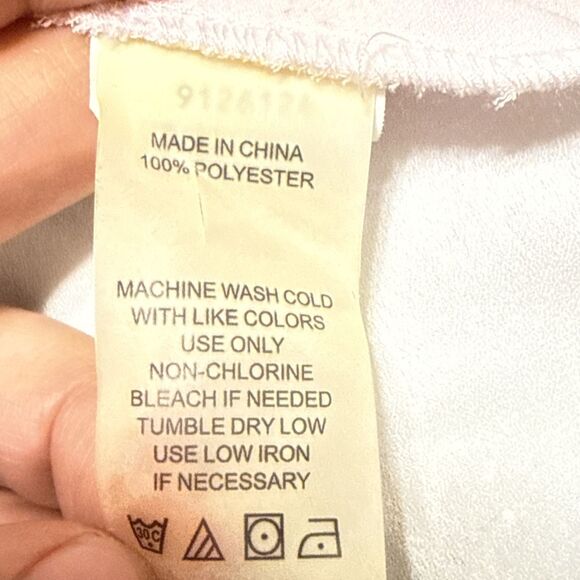 MADE IN CHINA
100% POLYESTER
MACHINE WASH COLD
WITH LIKE COLORS
USE ONLY
NON-CHLORINE
BLEACH IF NEEDED
TUMBLE DRY LOW
USE LOW IRON
IF NECESSARY
30C